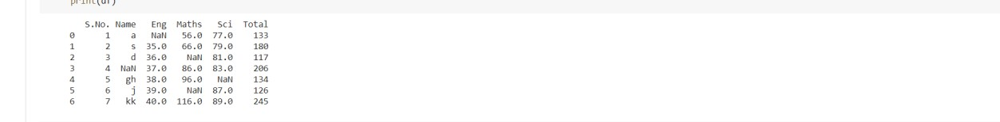 print(df)
S.No. Name Eng Maths Sci Total
0 1 a NaN 56.0 77.0 133
1 2 s 35.0 66.0 79.0 180
2 3 d 36.0 NaN 81.0 117
3 4 NaN 37.0 86.0 83.0 206
4 5 gh 38.0 96.0 NaN 134
5 6 j 39.0 NaN 87.0 126
6 7 kk 40.0 116.0 89.0 245